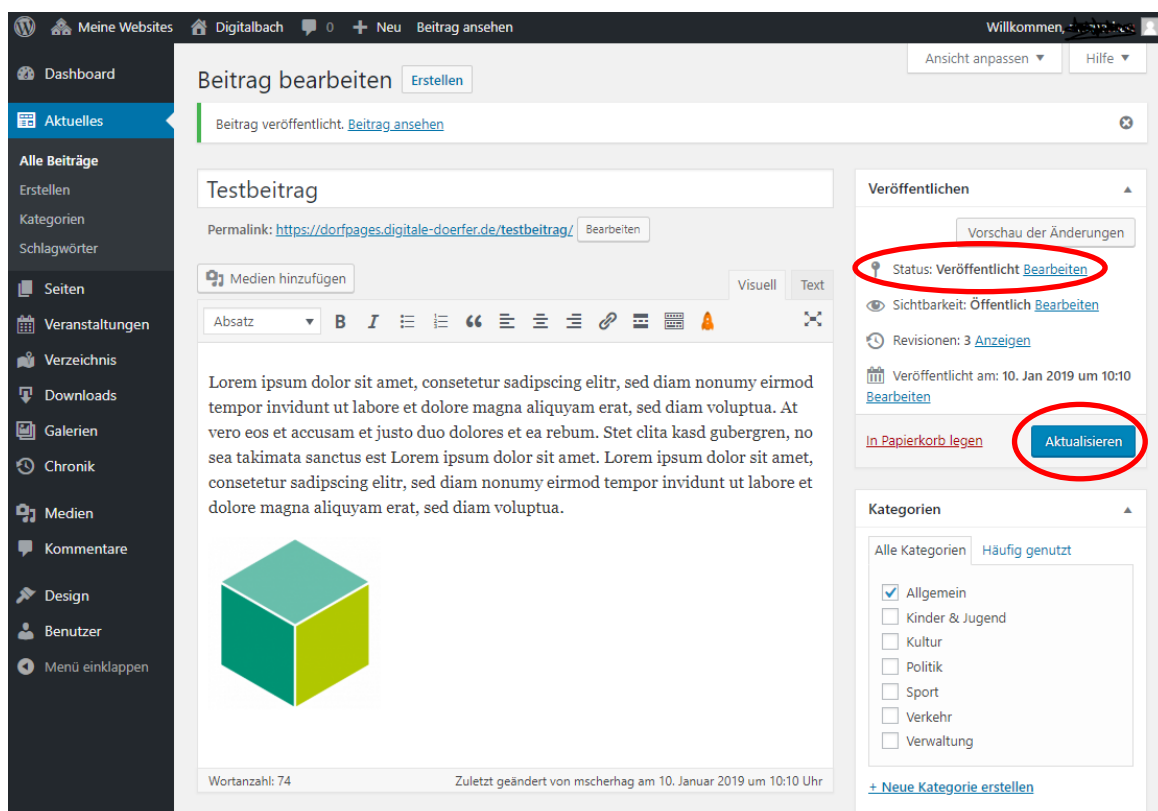 Meine Websites Digitalbach 0 + Neu Beitrag ansehen Willkommen,
Ansicht anpassen ▼ Hilfe ▼
Dashboard
Aktuelles
Alle Beiträge
Erstellen
Kategorien
Schlagwörter
Seiten
Veranstaltungen
Verzeichnis
Downloads
Galerien
Chronik
Medien
Kommentare
Design
Benutzer
Menü einklappen
Beitrag bearbeiten Erstellen
Beitrag veröffentlicht. Beitrag ansehen
Testbeitrag
Permalink: https://dorfpages.digitale-doerfer.de/testbeitrag/ Bearbeiten
Medien hinzufügen
Visuell Text
Absatz ▼ B I
Lorem ipsum dolor sit amet, consetetur sadipscing elitr, sed diam nonumy eirmod
tempor invidunt ut labore et dolore magna aliquyam erat, sed diam voluptua. At
vero eos et accusam et justo duo dolores et ea rebum. Stet clita kasd gubergren, no
sea takimata sanctus est Lorem ipsum dolor sit amet. Lorem ipsum dolor sit amet,
consetetur sadipscing elitr, sed diam nonumy eirmod tempor invidunt ut labore et
dolore magna aliquyam erat, sed diam voluptua.
Wortanzahl: 74 Zuletzt geändert von mscherhag am 10. Januar 2019 um 10:10 Uhr
Veröffentlichen
Vorschau der Änderungen
Status: Veröffentlicht Bearbeiten
Sichtbarkeit: Öffentlich Bearbeiten
Revisionen: 3 Anzeigen
Veröffentlicht am: 10. Jan 2019 um 10:10
Bearbeiten
In Papierkorb legen Aktualisieren
Kategorien
Alle Kategorien Häufig genutzt
Allgemein
Kinder & Jugend
Kultur
Politik
Sport
Verkehr
Verwaltung
+ Neue Kategorie erstellen